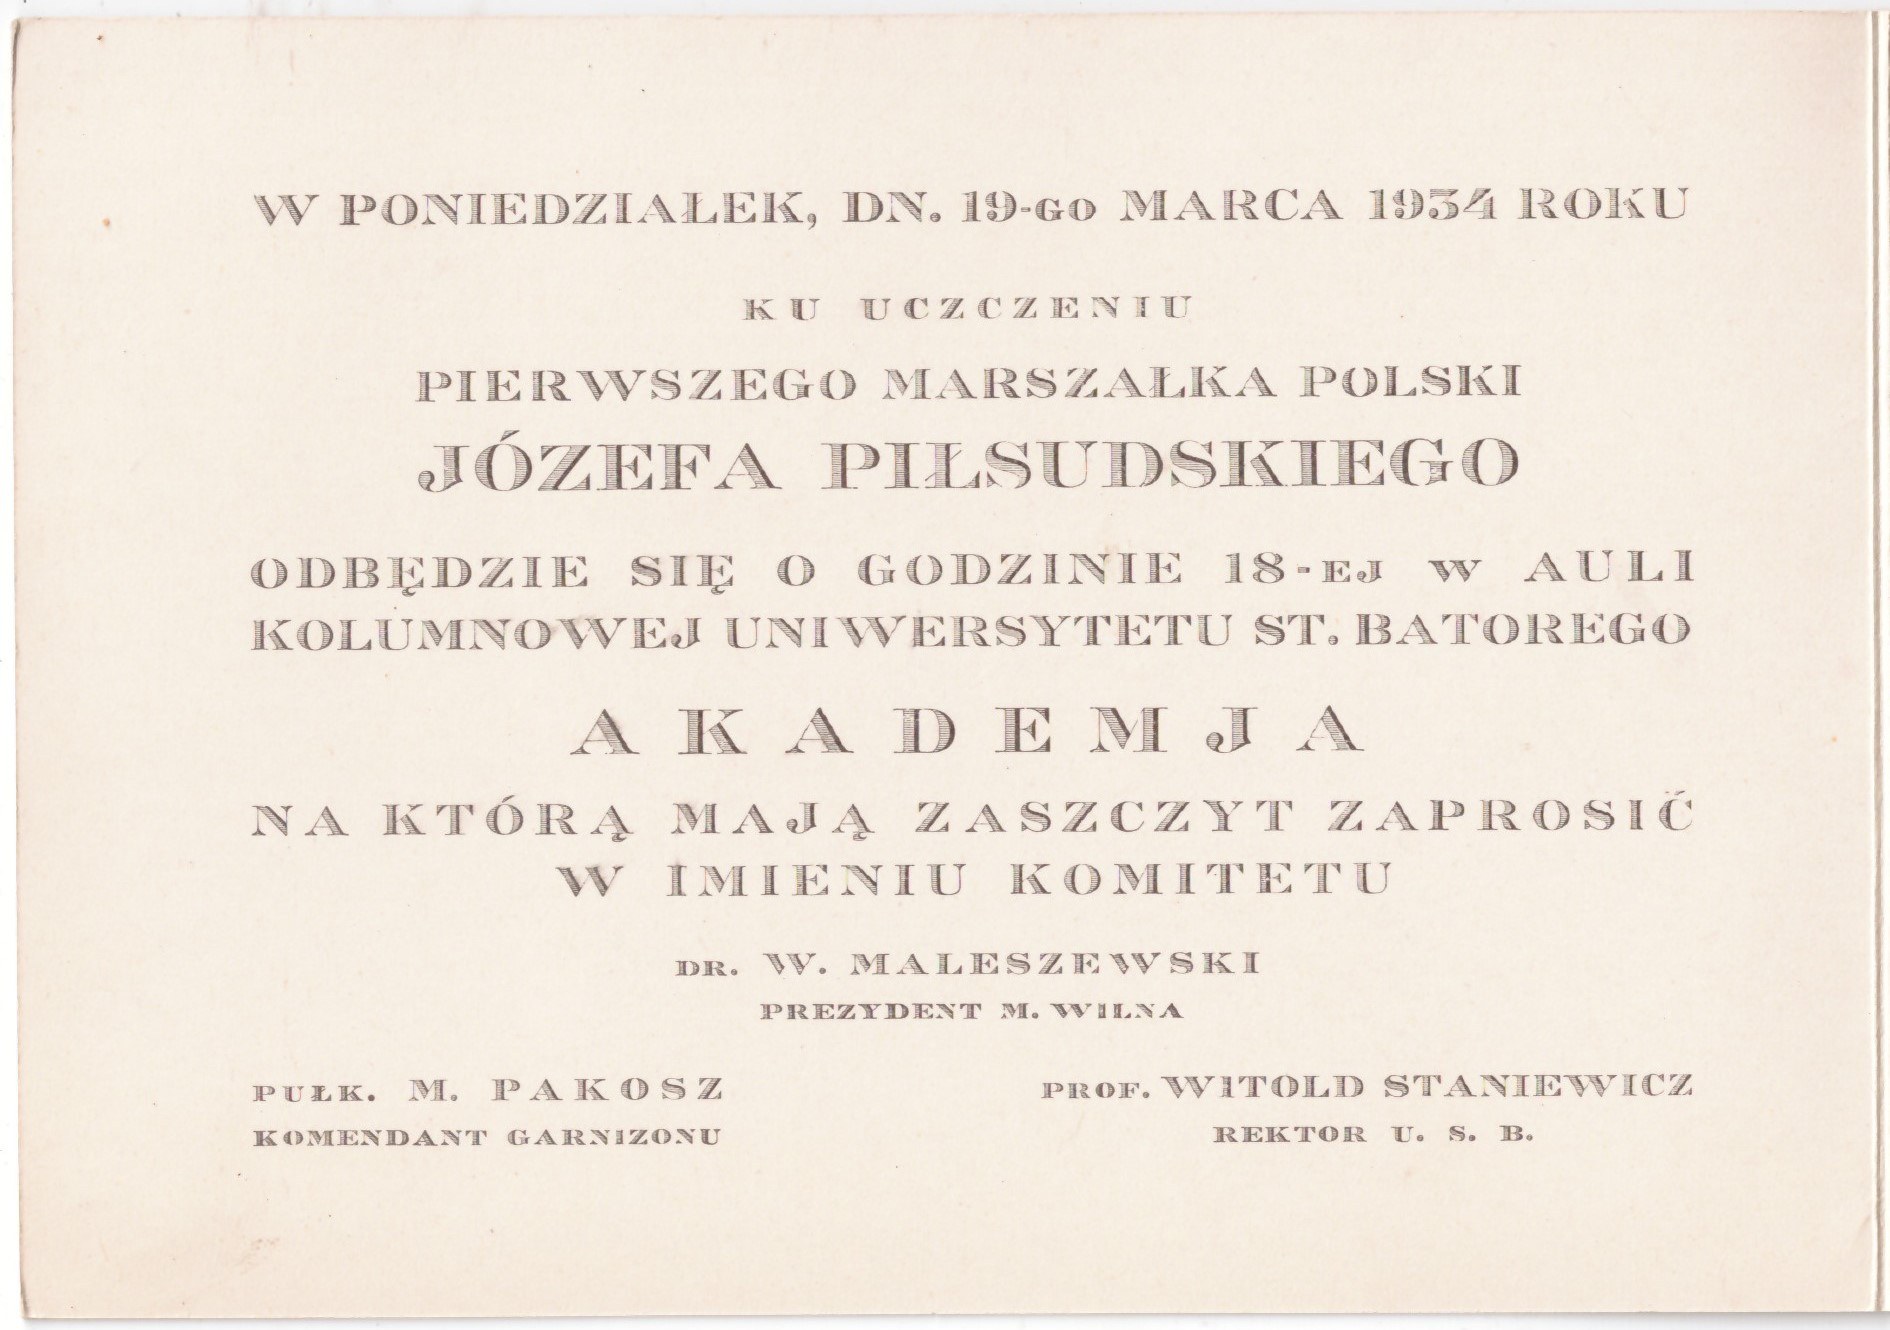 W PONIEDZIAŁEK, DN. 19-GO MARCA 1934 ROKU
KU UCZCZENIU
PIERWSZEGO MARSZAŁKA POLSKI
JÓZEFA PIŁSUDSKIEGO
ODBĘDZIE SIĘ O GODZINIE 18-EJ W AULI
KOLUMNOWEJ UNIWERSYTETU ST. BATOREGO
AKADEMJA
NA KTÓRĄ MAJĄ ZASZCZYT ZAPROSIĆ
W IMIENIU KOMITETU
DR. W. MALESZEWSKI
PREZYDENT M. WILNA
PUŁK. M. PAKOSZ
KOMENDANT GARNIZONU
PROF. WITOLD STANIEWICZ
REKTOR U. S. B.